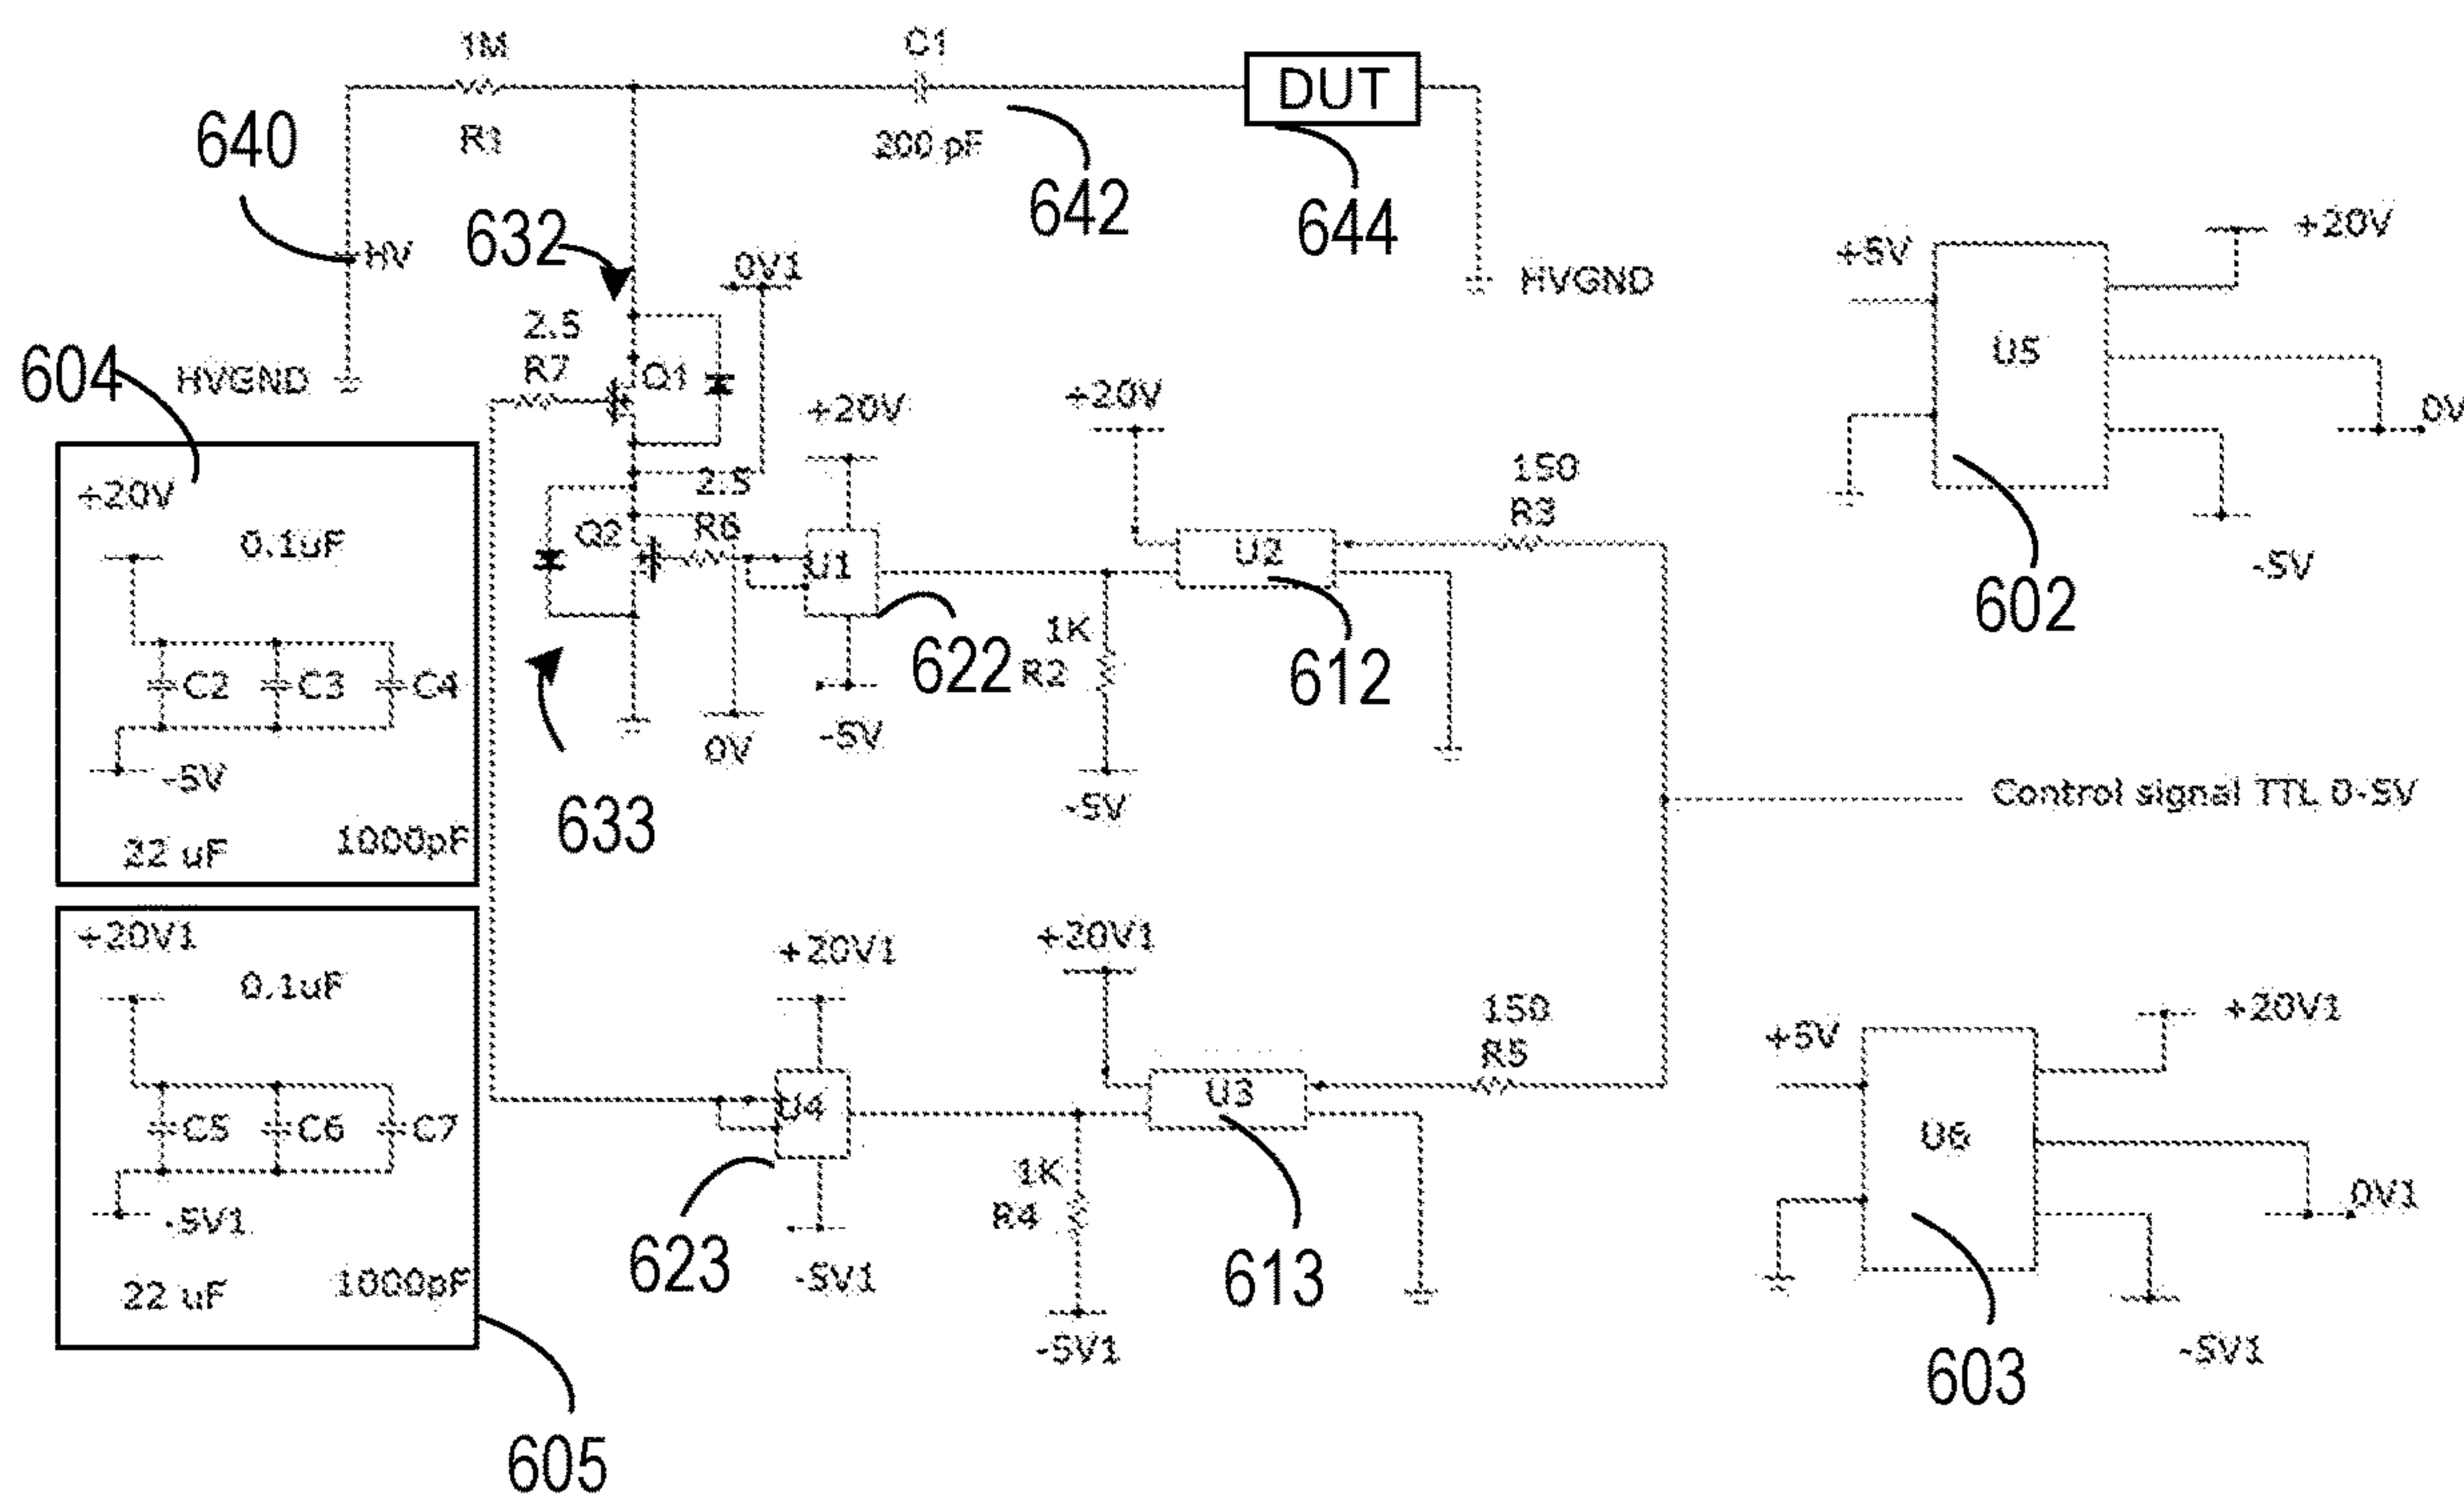 1M
C1
DUT
R1
200 pF
640
642
644
632
HV
0V1
HVGND
+5V
+20V
U5
0V
-5V
602
604
HVGND
2.5
R7
Q1
+20V
+20V
150
R3
2.5
R6
Q2
U1
U2
622
612
1K
R2
-5V
0V
-5V
633
+20V
0.1uF
C2
C3
C4
-5V
22 uF
1000pF
Control signal TTL 0-5V
+20V1
0.1uF
C5
C6
C7
-5V1
22 uF
1000pF
605
+20V1
+20V1
150
R5
U4
U3
623
613
1K
R4
-5V1
-5V1
+5V
+20V1
U6
0V1
-5V1
603